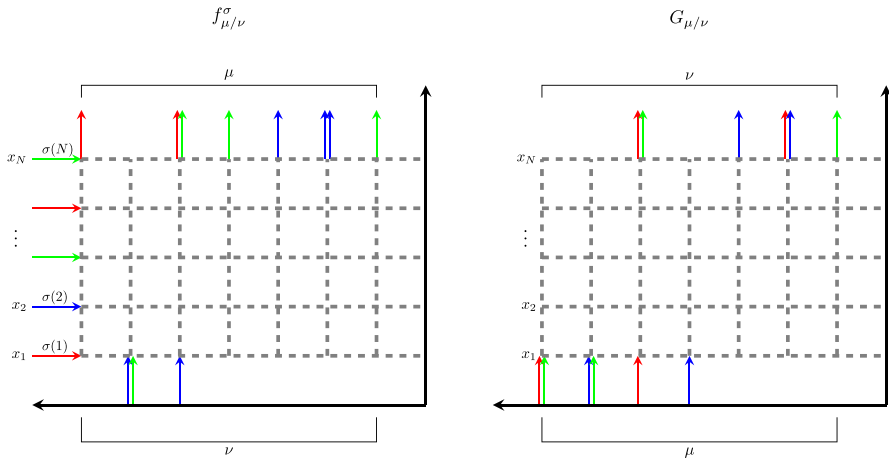 f^σ_{μ/ν}
G_{μ/ν}
μ
ν
x_N
σ(N)
x_N
⋮
⋮
x_2
σ(2)
x_2
x_1
σ(1)
x_1
ν
μ